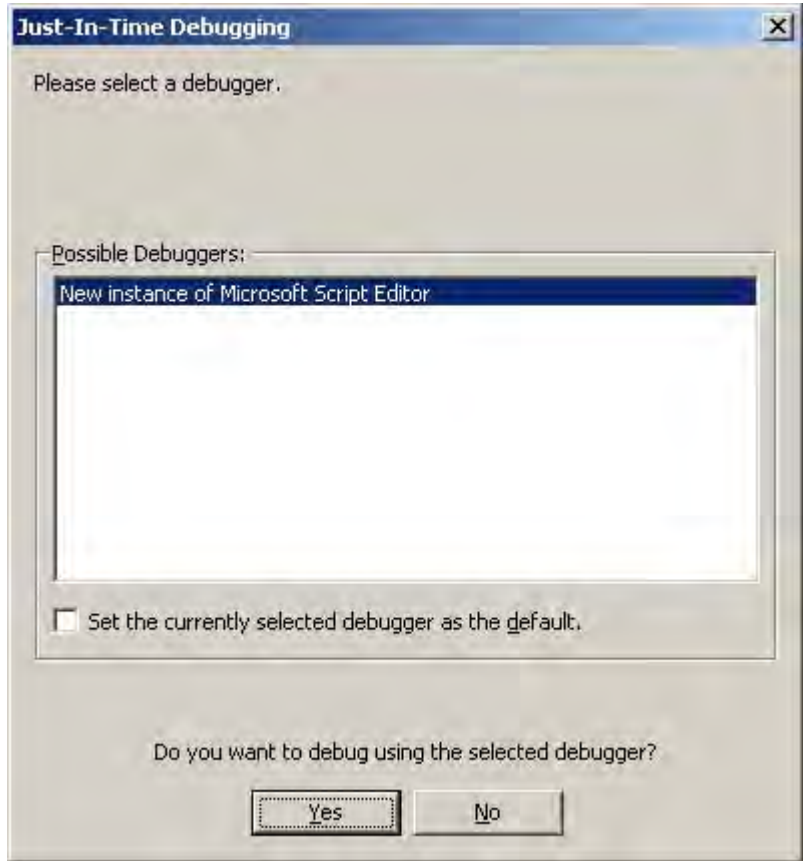 Just-In-Time Debugging
Please select a debugger.
Possible Debuggers:
New instance of Microsoft Script Editor
Set the currently selected debugger as the default.
Do you want to debug using the selected debugger?
Yes No